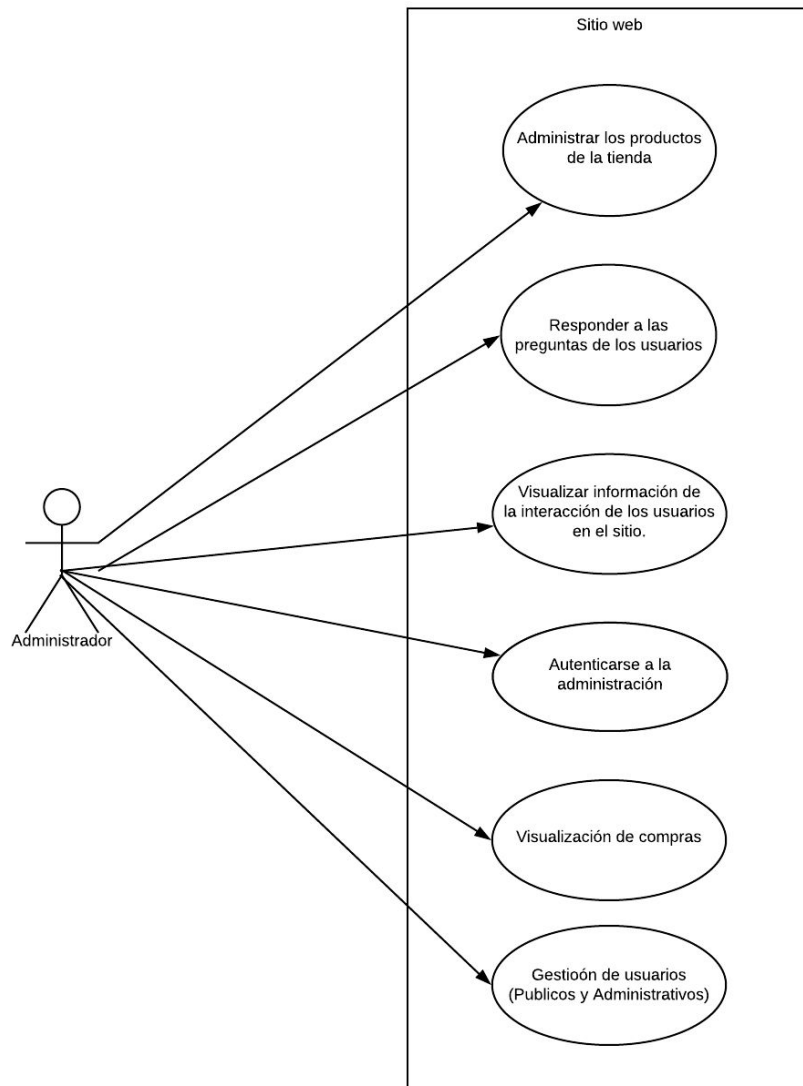 Sitio web
Administrar los productos
de la tienda
Responder a las
preguntas de los usuarios
Visualizar información de
la interacción de los usuarios
en el sitio.
Administrador
Autenticarse a la
administración
Visualización de compras
Gestioón de usuarios
(Publicos y Administrativos)